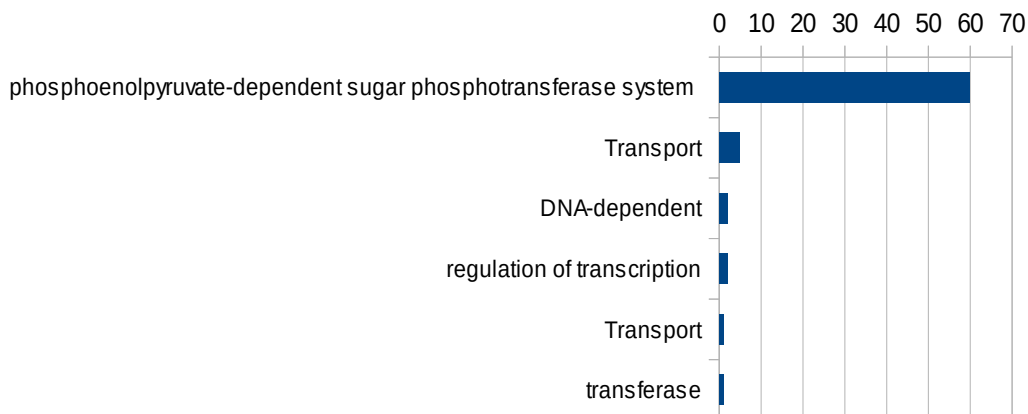 0 10 20 30 40 50 60 70
phosphoenolpyruvate-dependent sugar phosphotransferase system
Transport
DNA-dependent
regulation of transcription
Transport
transferase